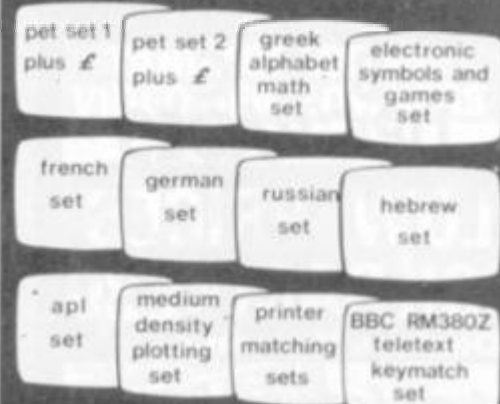 pet set 1
plus £
pet set 2
plus £
greek
alphabet
math
set
electronic
symbols and
games
set
french
set
german
set
russian
set
hebrew
set
apl
set
medium
density
plotting
set
printer
matching
sets
BBC RM380Z
teletext
keymatch
set